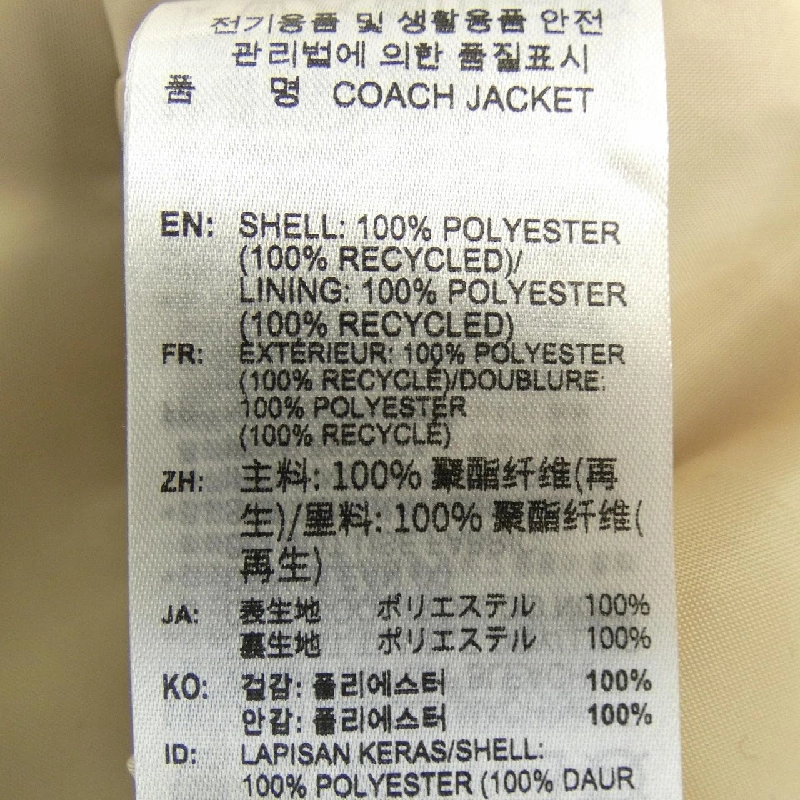 전기용품 및 생활용품 안전
관리법에 의한 품질표시
품 명 COACH JACKET
EN: SHELL: 100% POLYESTER
(100% RECYCLED)/
LINING: 100% POLYESTER
(100% RECYCLED)
FR: EXTÉRIEUR: 100% POLYESTER
(100% RECYCLÉ)/DOUBLURE:
100% POLYESTER
(100% RECYCLÉ)
ZH: 主料: 100% 聚酯纤维(再
生)/里料: 100% 聚酯纤维(
再生)
JA: 表生地 ポリエステル 100%
裏生地 ポリエステル 100%
KO: 겉감: 폴리에스터 100%
안감: 폴리에스터 100%
ID: LAPISAN KERAS/SHELL:
100% POLYESTER (100% DAUR